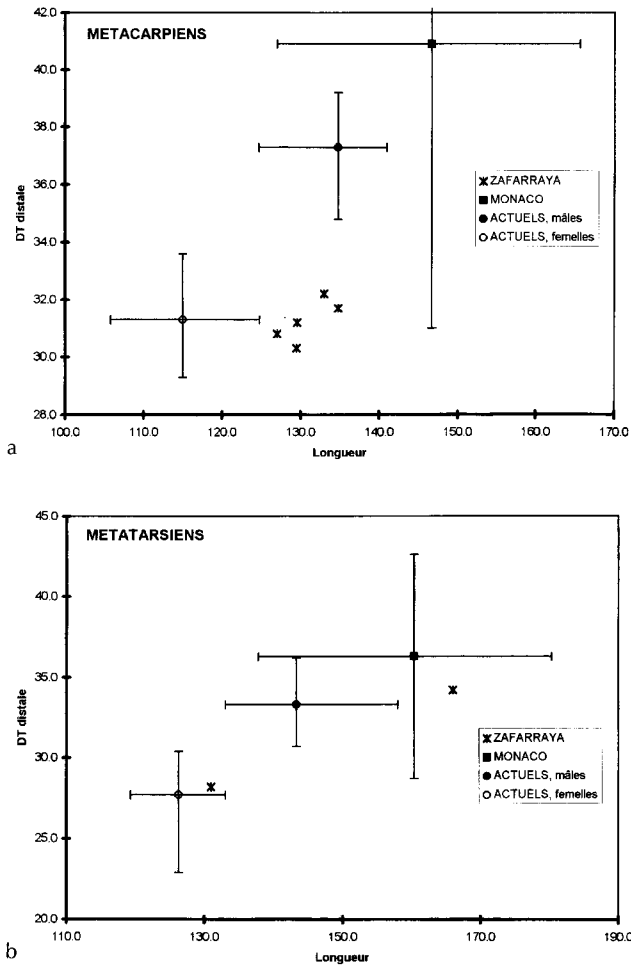 METACARPIENS
42.0
40.0
38.0
36.0
34.0
32.0
30.0
28.0
DT distale
ZAFARRAYA
MONACO
ACTUELS, mâles
ACTUELS, femelles
100.0 110.0 120.0 130.0 140.0 150.0 160.0 170.0
Longueur
a
METATARSIENS
45.0
40.0
35.0
30.0
25.0
20.0
DT distale
ZAFARRAYA
MONACO
ACTUELS, mâles
ACTUELS, femelles
110.0 130.0 150.0 170.0 190.0
Longueur
b